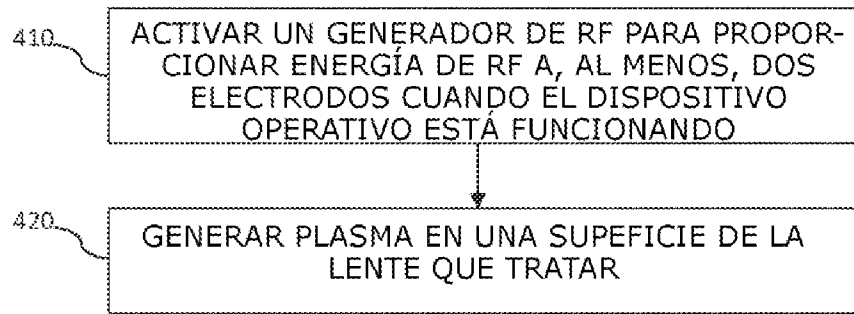 410
ACTIVAR UN GENERADOR DE RF PARA PROPOR-
CIONAR ENERGÍA DE RF A, AL MENOS, DOS
ELECTRODOS CUANDO EL DISPOSITIVO
OPERATIVO ESTÁ FUNCIONANDO
420
GENERAR PLASMA EN UNA SUPEFICIE DE LA
LENTE QUE TRATAR